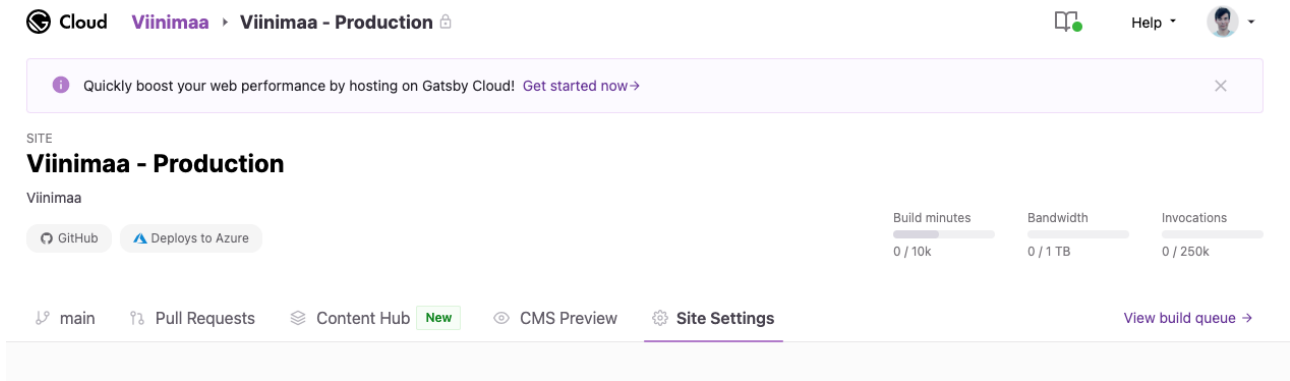 Cloud Viinimaa ▸ Viinimaa - Production Help
Quickly boost your web performance by hosting on Gatsby Cloud! Get started now→
SITE
Viinimaa - Production
Viinimaa
GitHub Deploys to Azure
Build minutes Bandwidth Invocations
0 / 10k 0 / 1 TB 0 / 250k
main Pull Requests Content Hub New CMS Preview Site Settings View build queue →